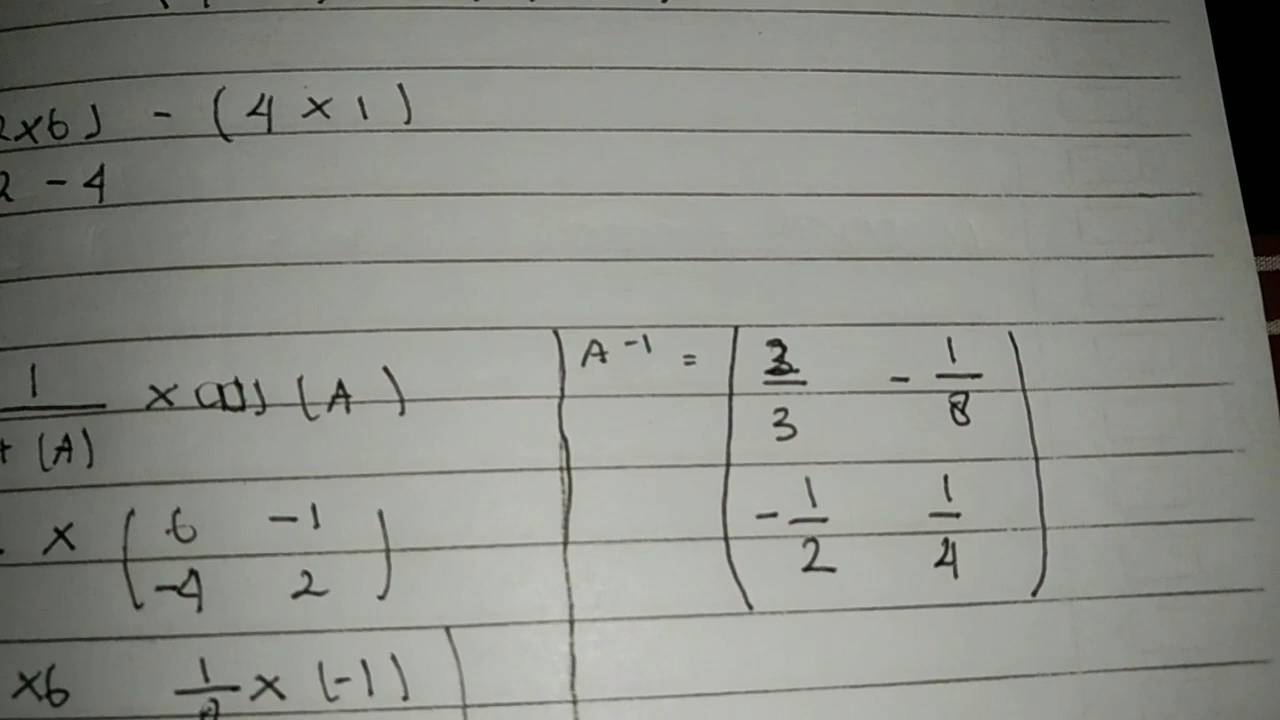 2x6) - (4 x 1)
2 - 4
1
x (A)
(A)
x ( 6 -1
-4 2 )
x6 1 x (-1)
A -1 = ( 3/3 - 1/8
- 1/2 1/4 )